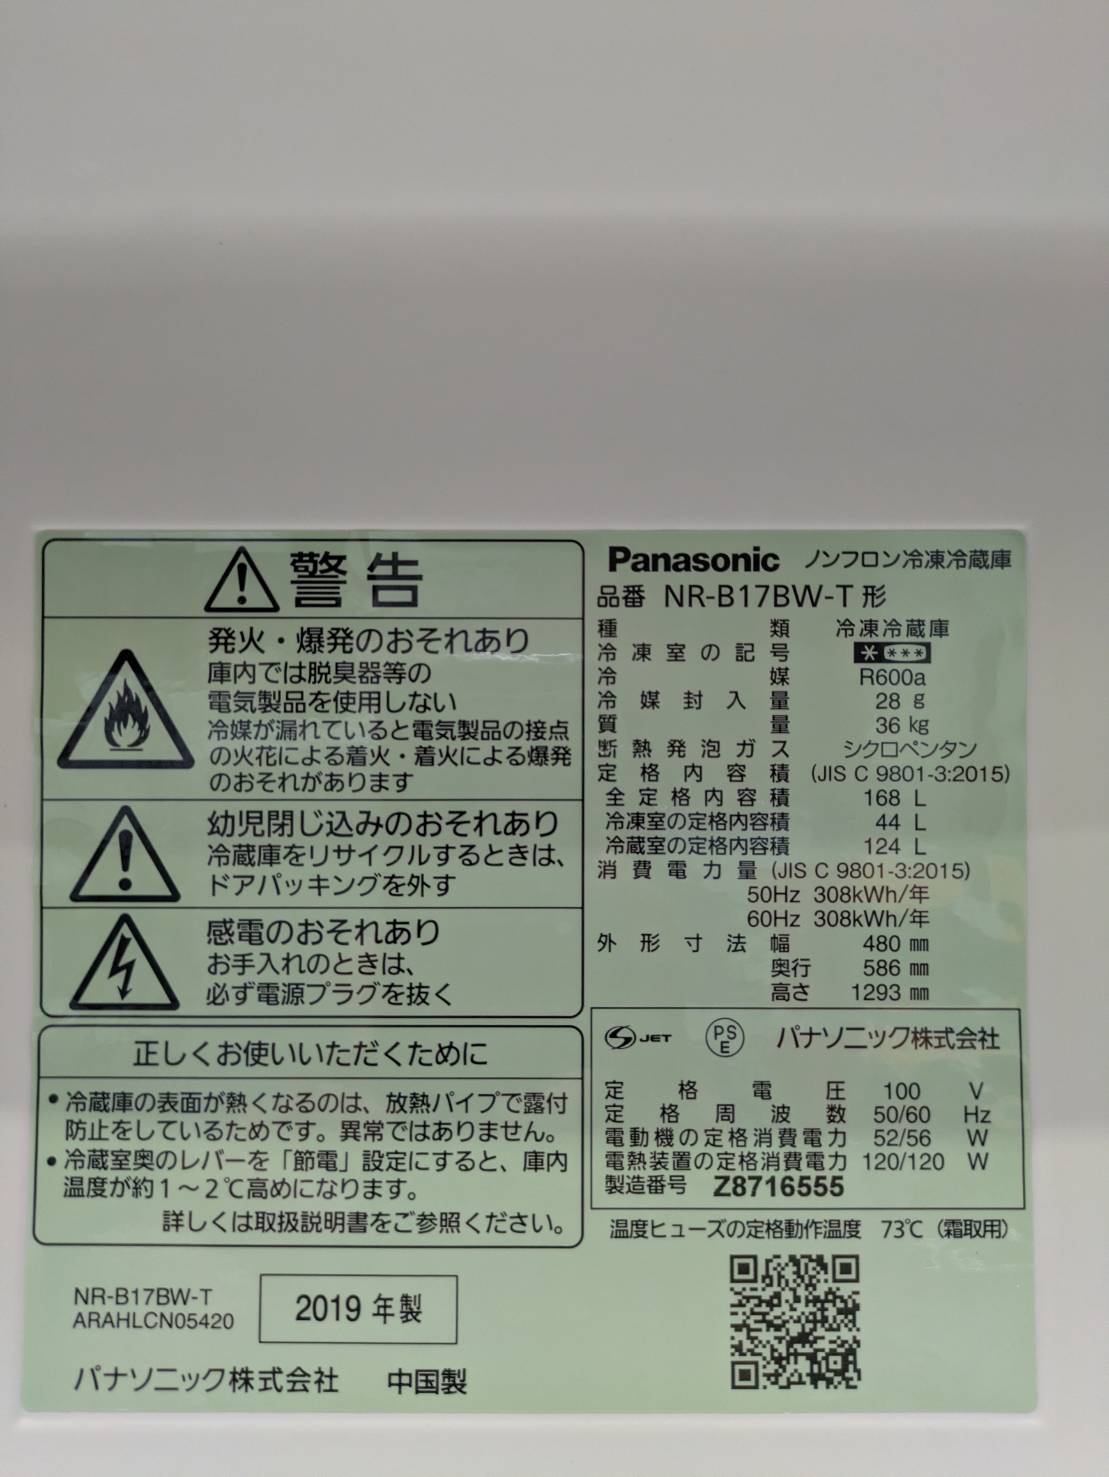 警告
発火・爆発のおそれあり
庫内では脱臭器等の
電気製品を使用しない
冷媒が漏れていると電気製品の接点
の火花による着火・着火による爆発
のおそれがあります
幼児閉じ込みのおそれあり
冷蔵庫をリサイクルするときは、
ドアパッキングを外す
感電のおそれあり
お手入れのときは、
必ず電源プラグを抜く
正しくお使いいただくために
•冷蔵庫の表面が熱くなるのは、放熱パイプで露付
防止をしているためです。異常ではありません。
•冷蔵室奥のレバーを「節電」設定にすると、庫内
温度が約1〜2℃高めになります。
詳しくは取扱説明書をご参照ください。
NR-B17BW-T
ARAHLCN05420
2019年製
パナソニック株式会社 中国製
Panasonic ノンフロン冷凍冷蔵庫
品番 NR-B17BW-T形
種類 冷凍冷蔵庫
冷凍室の記号 * ***
冷媒 R600a
冷媒封入量 28 g
質量 36 kg
断熱発泡ガス シクロペンタン
定格内容積 (JIS C 9801-3:2015)
全定格内容積 168 L
冷凍室の定格内容積 44 L
冷蔵室の定格内容積 124 L
消費電力量 (JIS C 9801-3:2015)
50Hz 308kWh/年
60Hz 308kWh/年
外形寸法 幅 480 mm
奥行 586 mm
高さ 1293 mm
JET PSE パナソニック株式会社
定格電圧 100 V
定格周波数 50/60 Hz
電動機の定格消費電力 52/56 W
電熱装置の定格消費電力 120/120 W
製造番号 Z8716555
温度ヒューズの定格動作温度 73℃(霜取用)